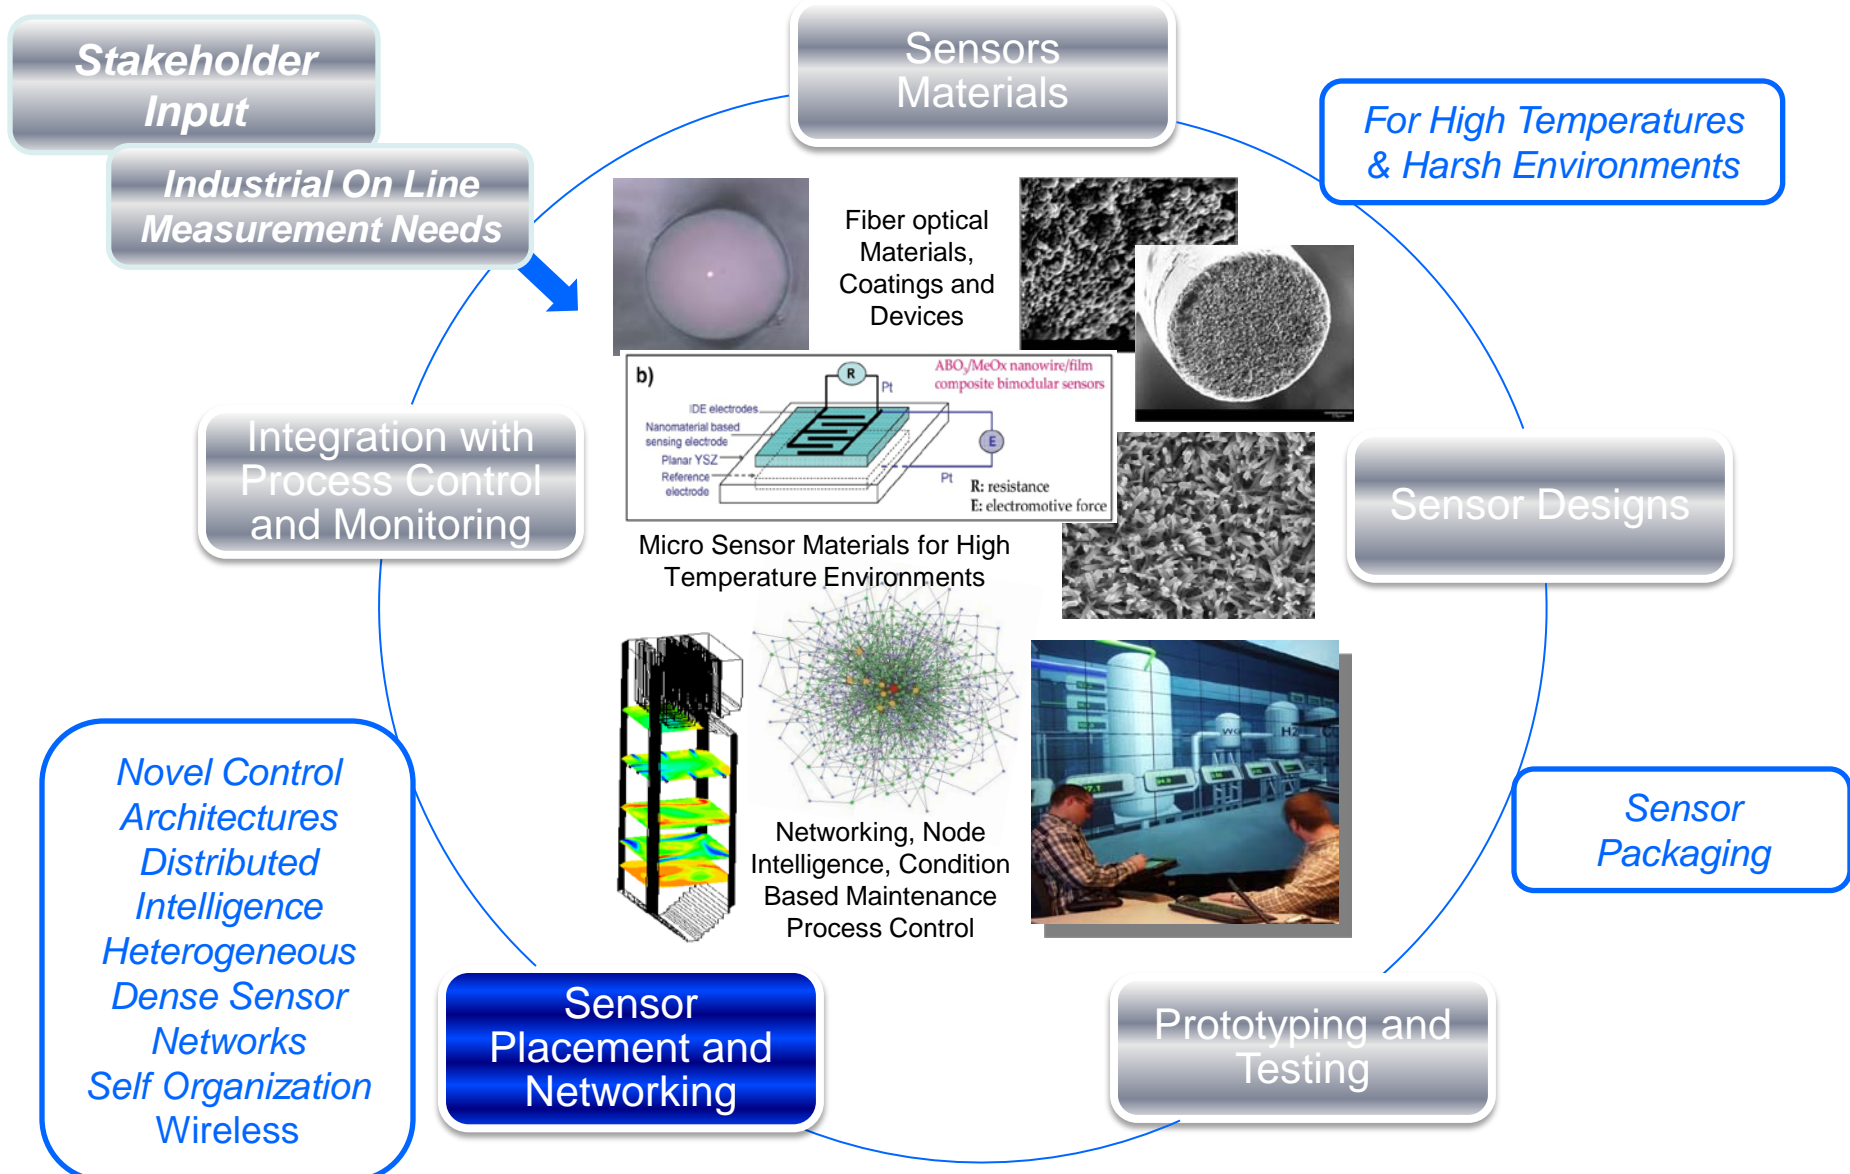 Stakeholder
Input
Industrial On Line
Measurement Needs
Sensors
Materials
For High Temperatures
& Harsh Environments
Fiber optical
Materials,
Coatings and
Devices
b)
R
Pt
ABO3/MeOx nanowire/film
composite bimodular sensors
IDE electrodes
Nanomaterial based
sensing electrode
Planar YSZ
Reference
electrode
E
Pt
R: resistance
E: electromotive force
Micro Sensor Materials for High
Temperature Environments
Integration with
Process Control
and Monitoring
Sensor Designs
Novel Control
Architectures
Distributed
Intelligence
Heterogeneous
Dense Sensor
Networks
Self Organization
Wireless
Networking, Node
Intelligence, Condition
Based Maintenance
Process Control
Sensor
Packaging
Sensor
Placement and
Networking
Prototyping and
Testing